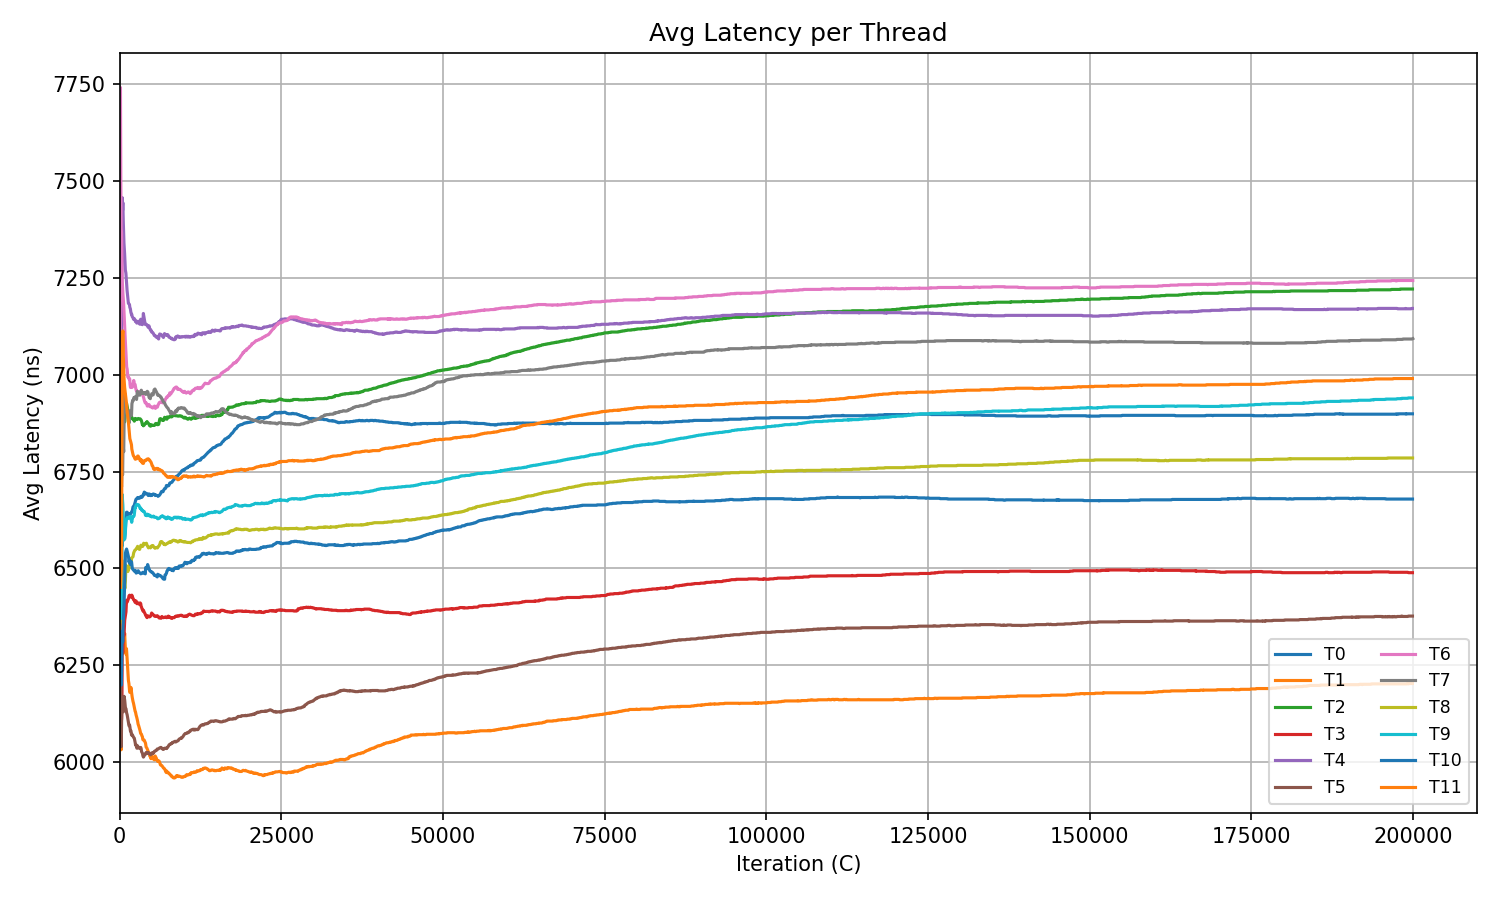 Avg Latency per Thread
Avg Latency (ns)
7750
7500
7250
7000
6750
6500
6250
6000
0 25000 50000 75000 100000 125000 150000 175000 200000
Iteration (C)
T0 T6
T1 T7
T2 T8
T3 T9
T4 T10
T5 T11